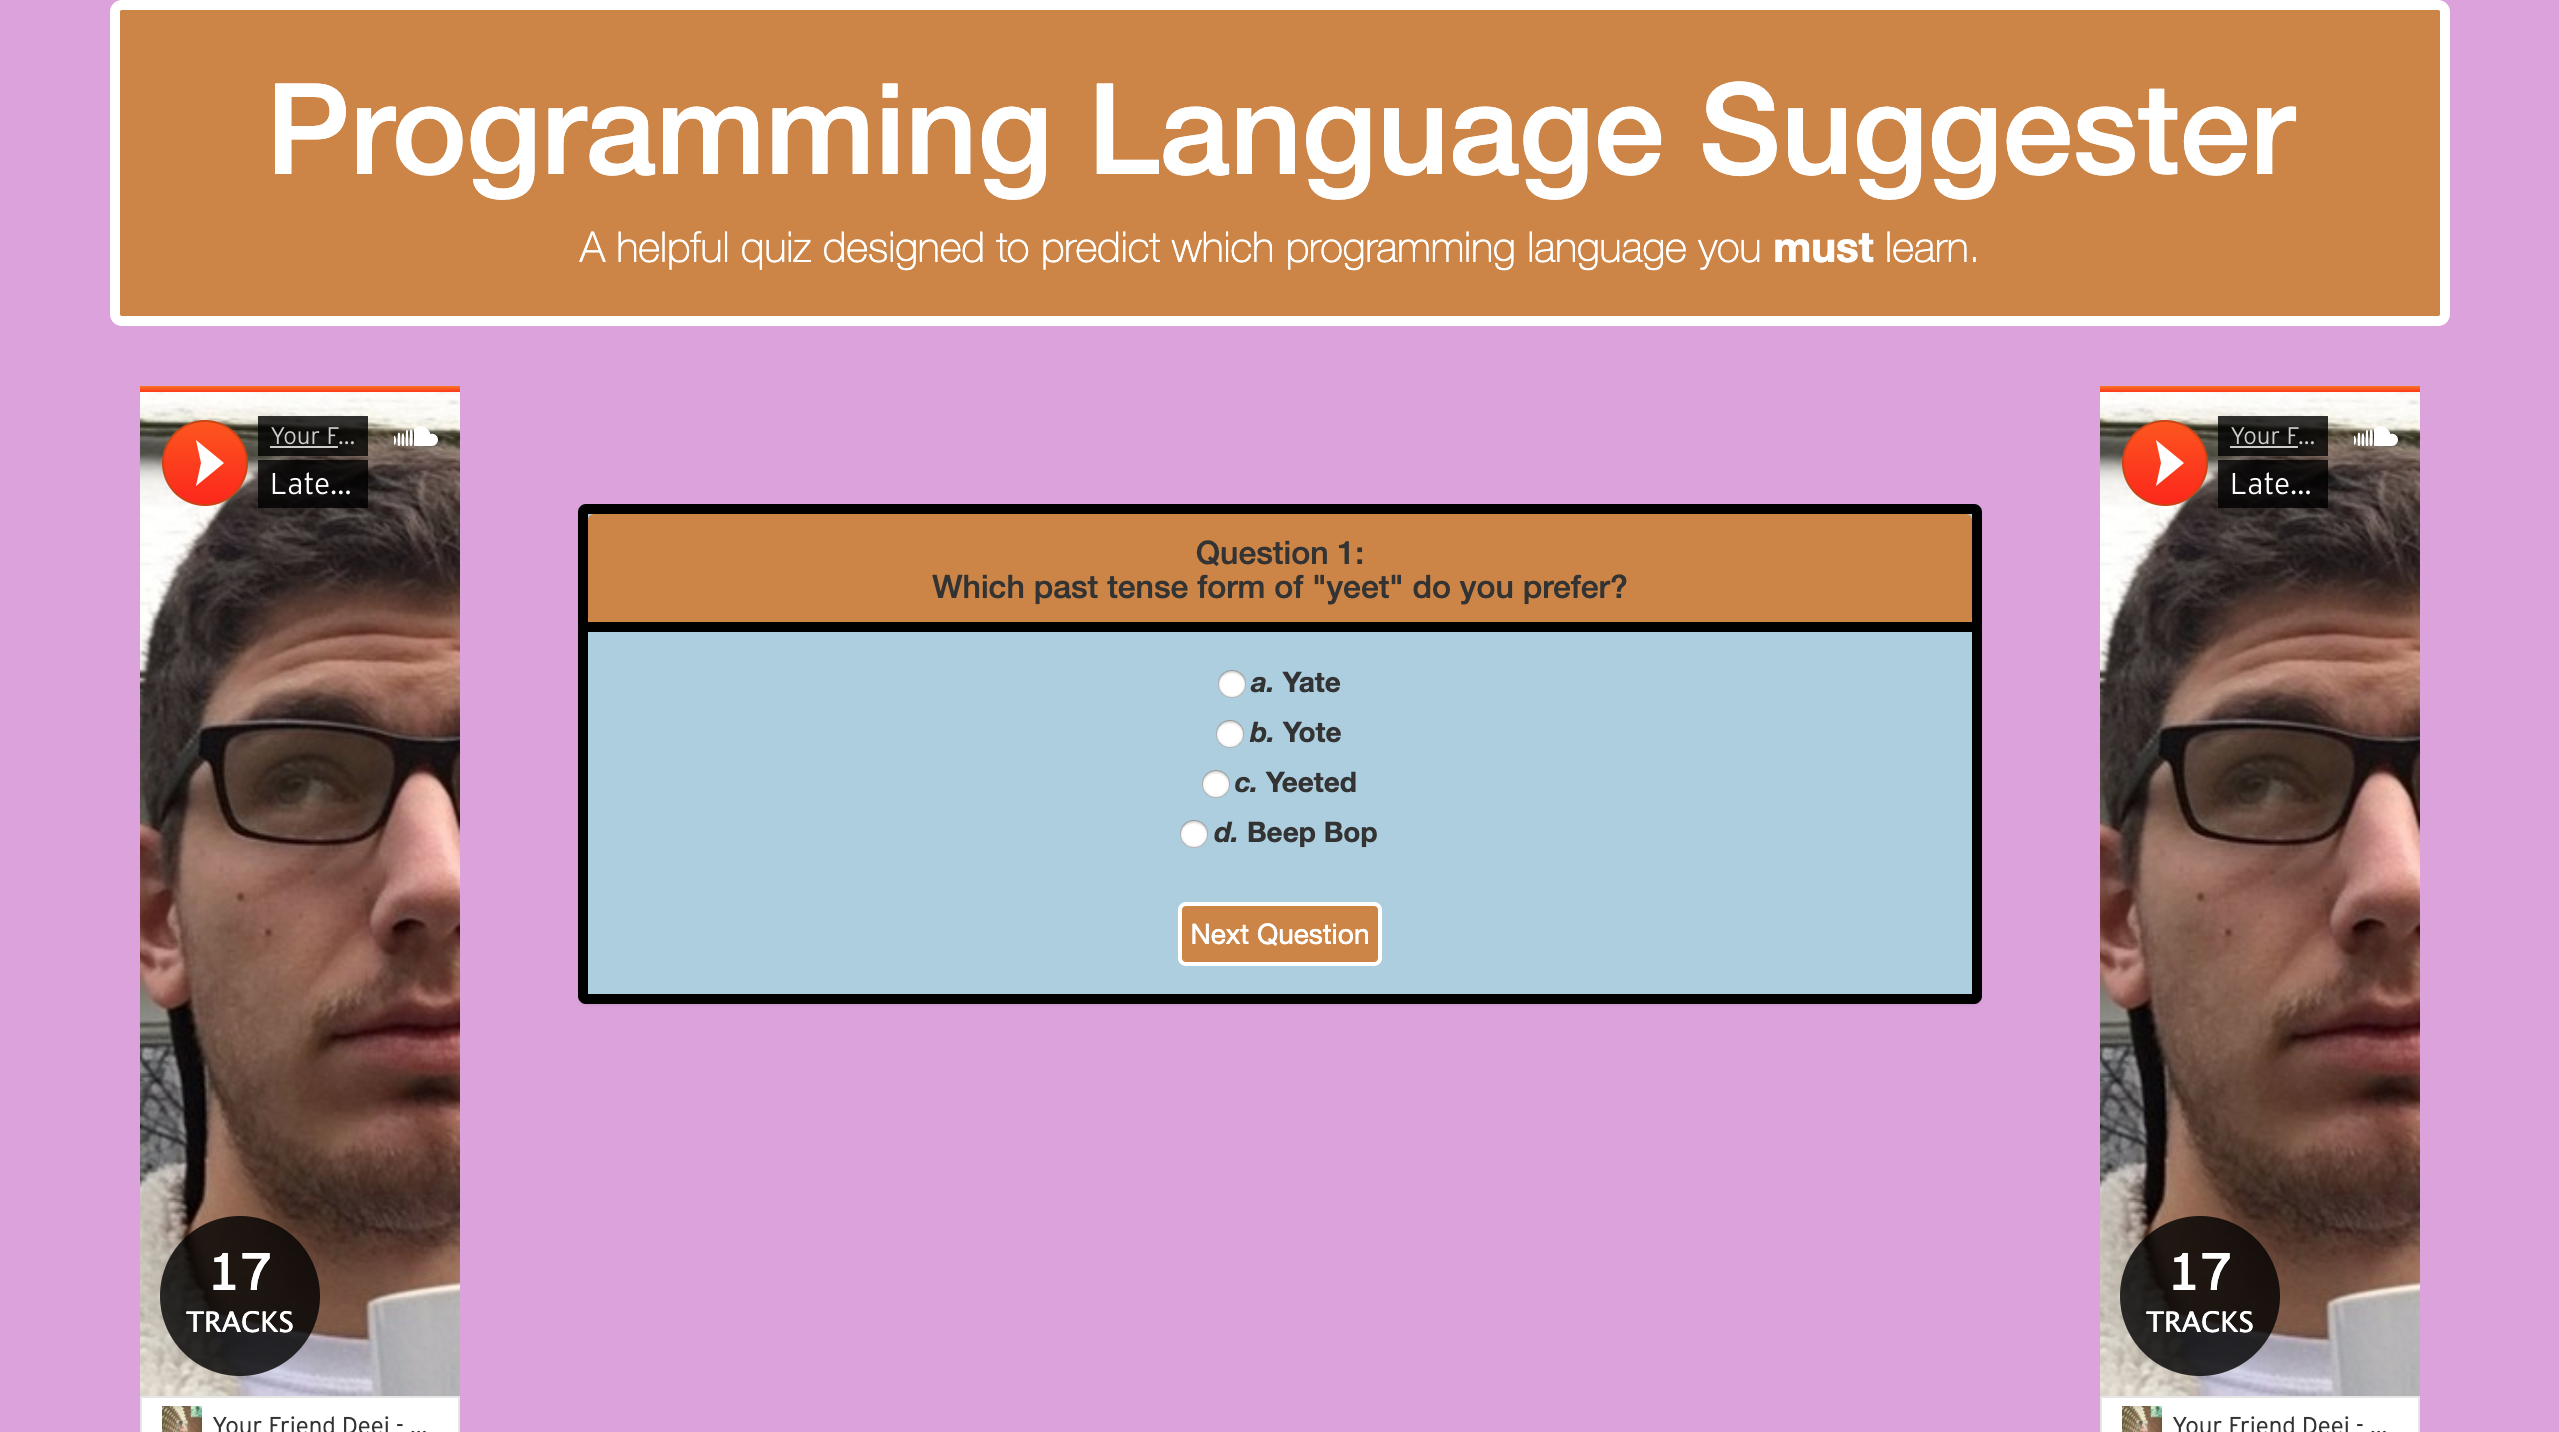 Programming Language Suggester
A helpful quiz designed to predict which programming language you must learn.
Your F...
Late...
17
TRACKS
Your Friend Deej - ...
Question 1:
Which past tense form of "yeet" do you prefer?
a. Yate
b. Yote
c. Yeeted
d. Beep Bop
Next Question
Your F...
Late...
17
TRACKS
Your Friend Deej - ...